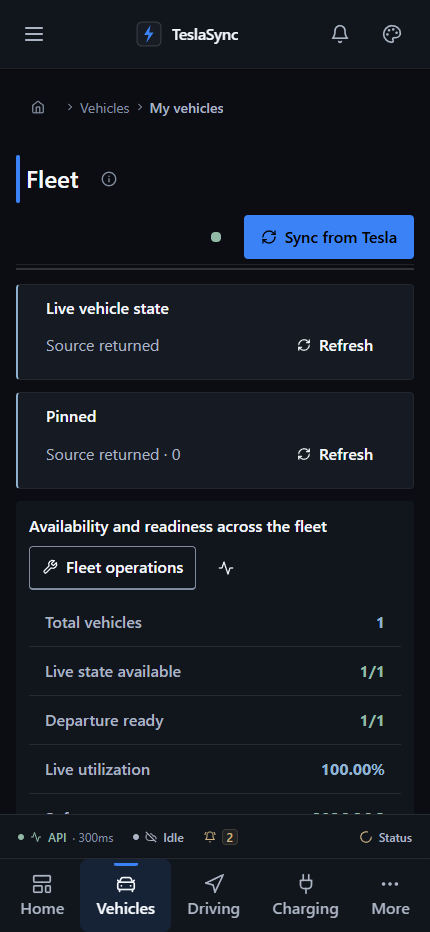 TeslaSync
Vehicles
My vehicles
Fleet
Sync from Tesla
Live vehicle state
Source returned
Refresh
Pinned
Source returned · 0
Refresh
Availability and readiness across the fleet
Fleet operations
Total vehicles 1
Live state available 1/1
Departure ready 1/1
Live utilization 100.00%
API · 300ms Idle 2 Status
Home Vehicles Driving Charging More